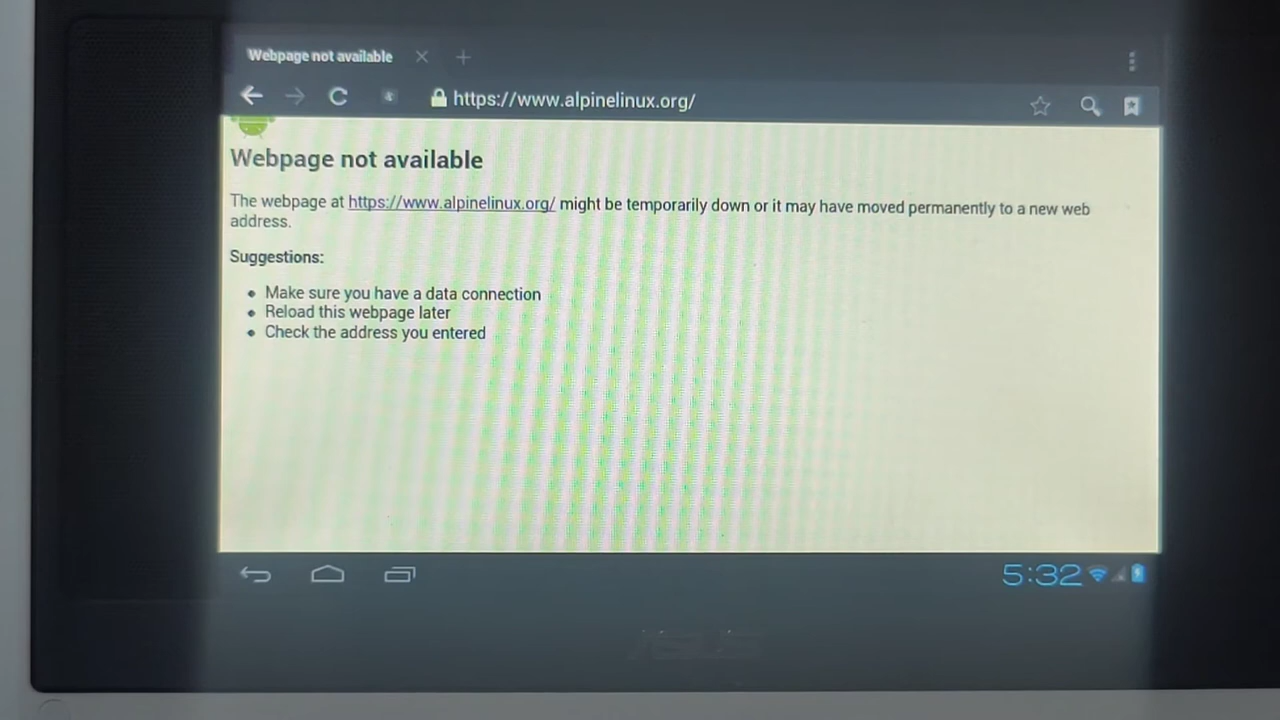 Webpage not available
https://www.alpinelinux.org/
Webpage not available
The webpage at https://www.alpinelinux.org/ might be temporarily down or it may have moved permanently to a new web
address.
Suggestions:
Make sure you have a data connection
Reload this webpage later
Check the address you entered
5:32
ASUS